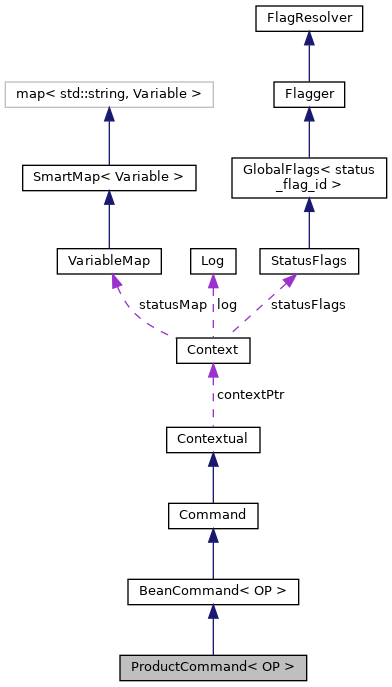 FlagResolver
map< std::string, Variable >
Flagger
SmartMap< Variable >
GlobalFlags< status
_flag_id >
VariableMap
Log
StatusFlags
statusMap
log
statusFlags
Context
contextPtr
Contextual
Command
BeanCommand< OP >
ProductCommand< OP >